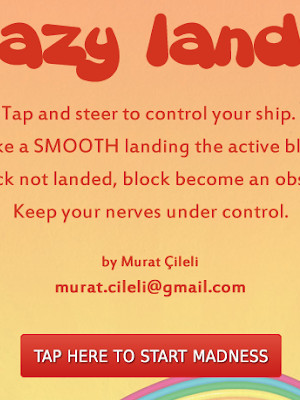 azy land
Tap and steer to control your ship.
ke a SMOOTH landing the active bl
ck not landed, block become an obs
Keep your nerves under control.
by Murat Çileli
murat.cileli@gmail.com
TAP HERE TO START MADNESS